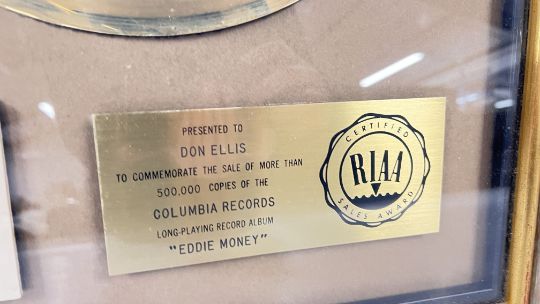 PRESENTED TO
DON ELLIS
TO COMMEMORATE THE SALE OF MORE THAN
500.000 COPIES OF THE
COLUMBIA RECORDS
LONG-PLAYING RECORD ALBUM
"EDDIE MONEY"
CERTIFIED
RIAA
SALES AWARD